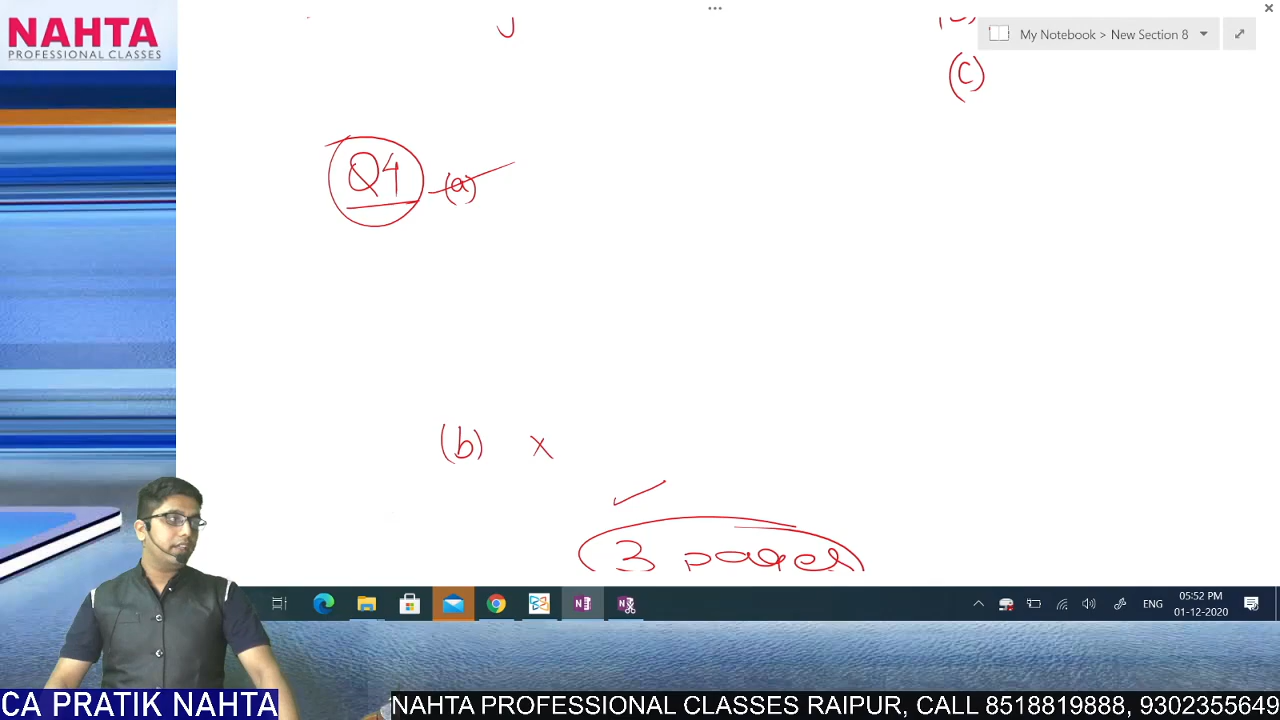 NAHTA
PROFESSIONAL CLASSES
My Notebook > New Section 8
(c)
Q4 (a)
(b) x
3 pages
ENG
05:52 PM
01-12-2020
CA PRATIK NAHTA
NAHTA PROFESSIONAL CLASSES RAIPUR, CALL 8518819888, 9302355649